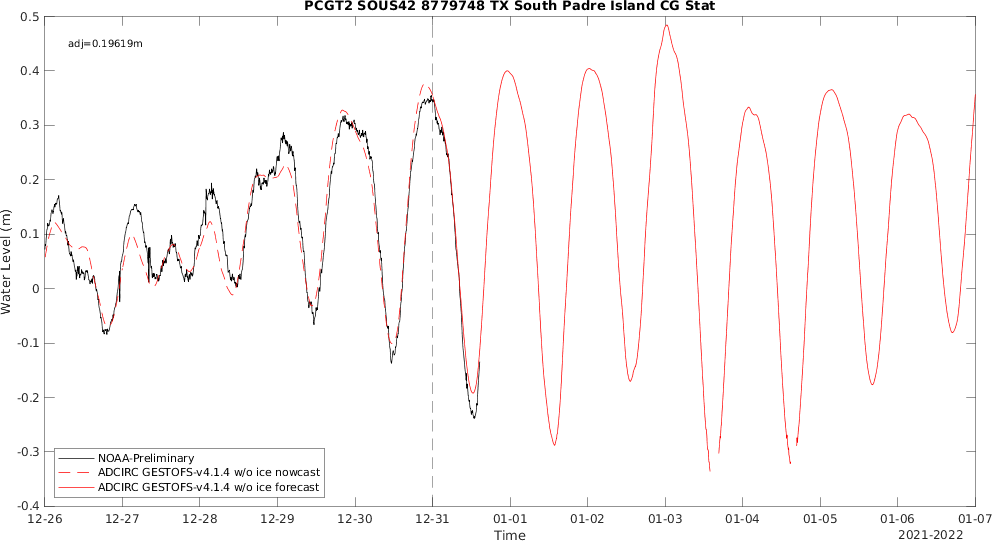 PCGT2 SOUS42 8779748 TX South Padre Island CG Stat
adj=0.19619m
0.5
0.4
0.3
0.2
0.1
0
-0.1
-0.2
-0.3
-0.4
Water Level (m)
NOAA-Preliminary
ADCIRC GESTOFS-v4.1.4 w/o ice nowcast
ADCIRC GESTOFS-v4.1.4 w/o ice forecast
12-26 12-27 12-28 12-29 12-30 12-31 01-01 01-02 01-03 01-04 01-05 01-06 01-07
Time
2021-2022